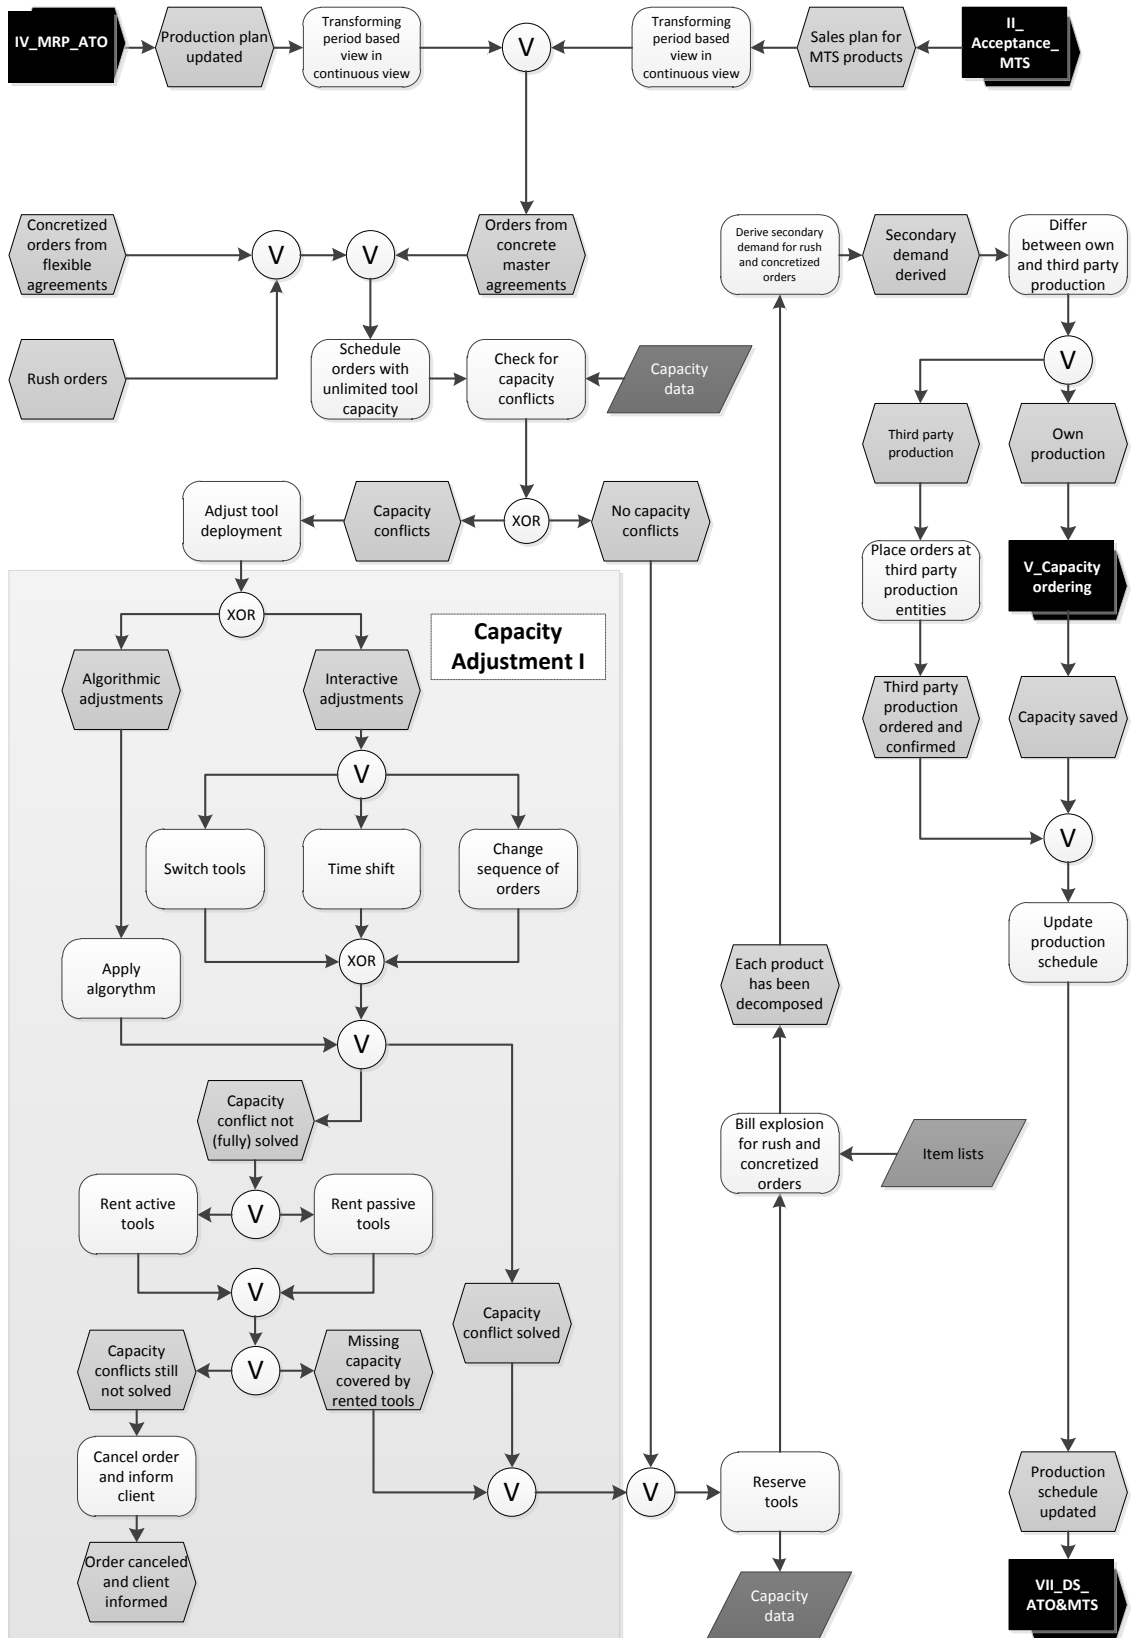 IV_MRP_ATO
Production plan
updated
Transforming
period based
view in
continuous view
V
Transforming
period based
view in
continuous view
Sales plan for
MTS products
II_
Acceptance_
MTS
Concretized
orders from
flexible
agreements
V
V
Orders from
concrete
master
agreements
Derive secondary
demand for rush
and concretized
orders
Secondary
demand
derived
Differ
between own
and third party
production
Rush orders
Schedule
orders with
unlimited tool
capacity
Check for
capacity
conflicts
Capacity
data
V
Third party
production
Own
production
Adjust tool
deployment
Capacity
conflicts
XOR
No capacity
conflicts
Place orders at
third party
production
entities
V_Capacity
ordering
XOR
Capacity
Adjustment I
Algorithmic
adjustments
Interactive
adjustments
Third party
production
ordered and
confirmed
Capacity saved
V
Switch tools
Time shift
Change
sequence of
orders
V
Update
production
schedule
Apply
algorythm
XOR
Each product
has been
decomposed
V
Capacity
conflict not
(fully) solved
Bill explosion
for rush and
concretized
orders
Item lists
Rent active
tools
V
Rent passive
tools
V
Capacity
conflict solved
Capacity
conflicts still
not solved
V
Missing
capacity
covered by
rented tools
Cancel order
and inform
client
V
V
Reserve
tools
Production
schedule
updated
Order canceled
and client
informed
Capacity
data
VII_DS_
ATO&MTS